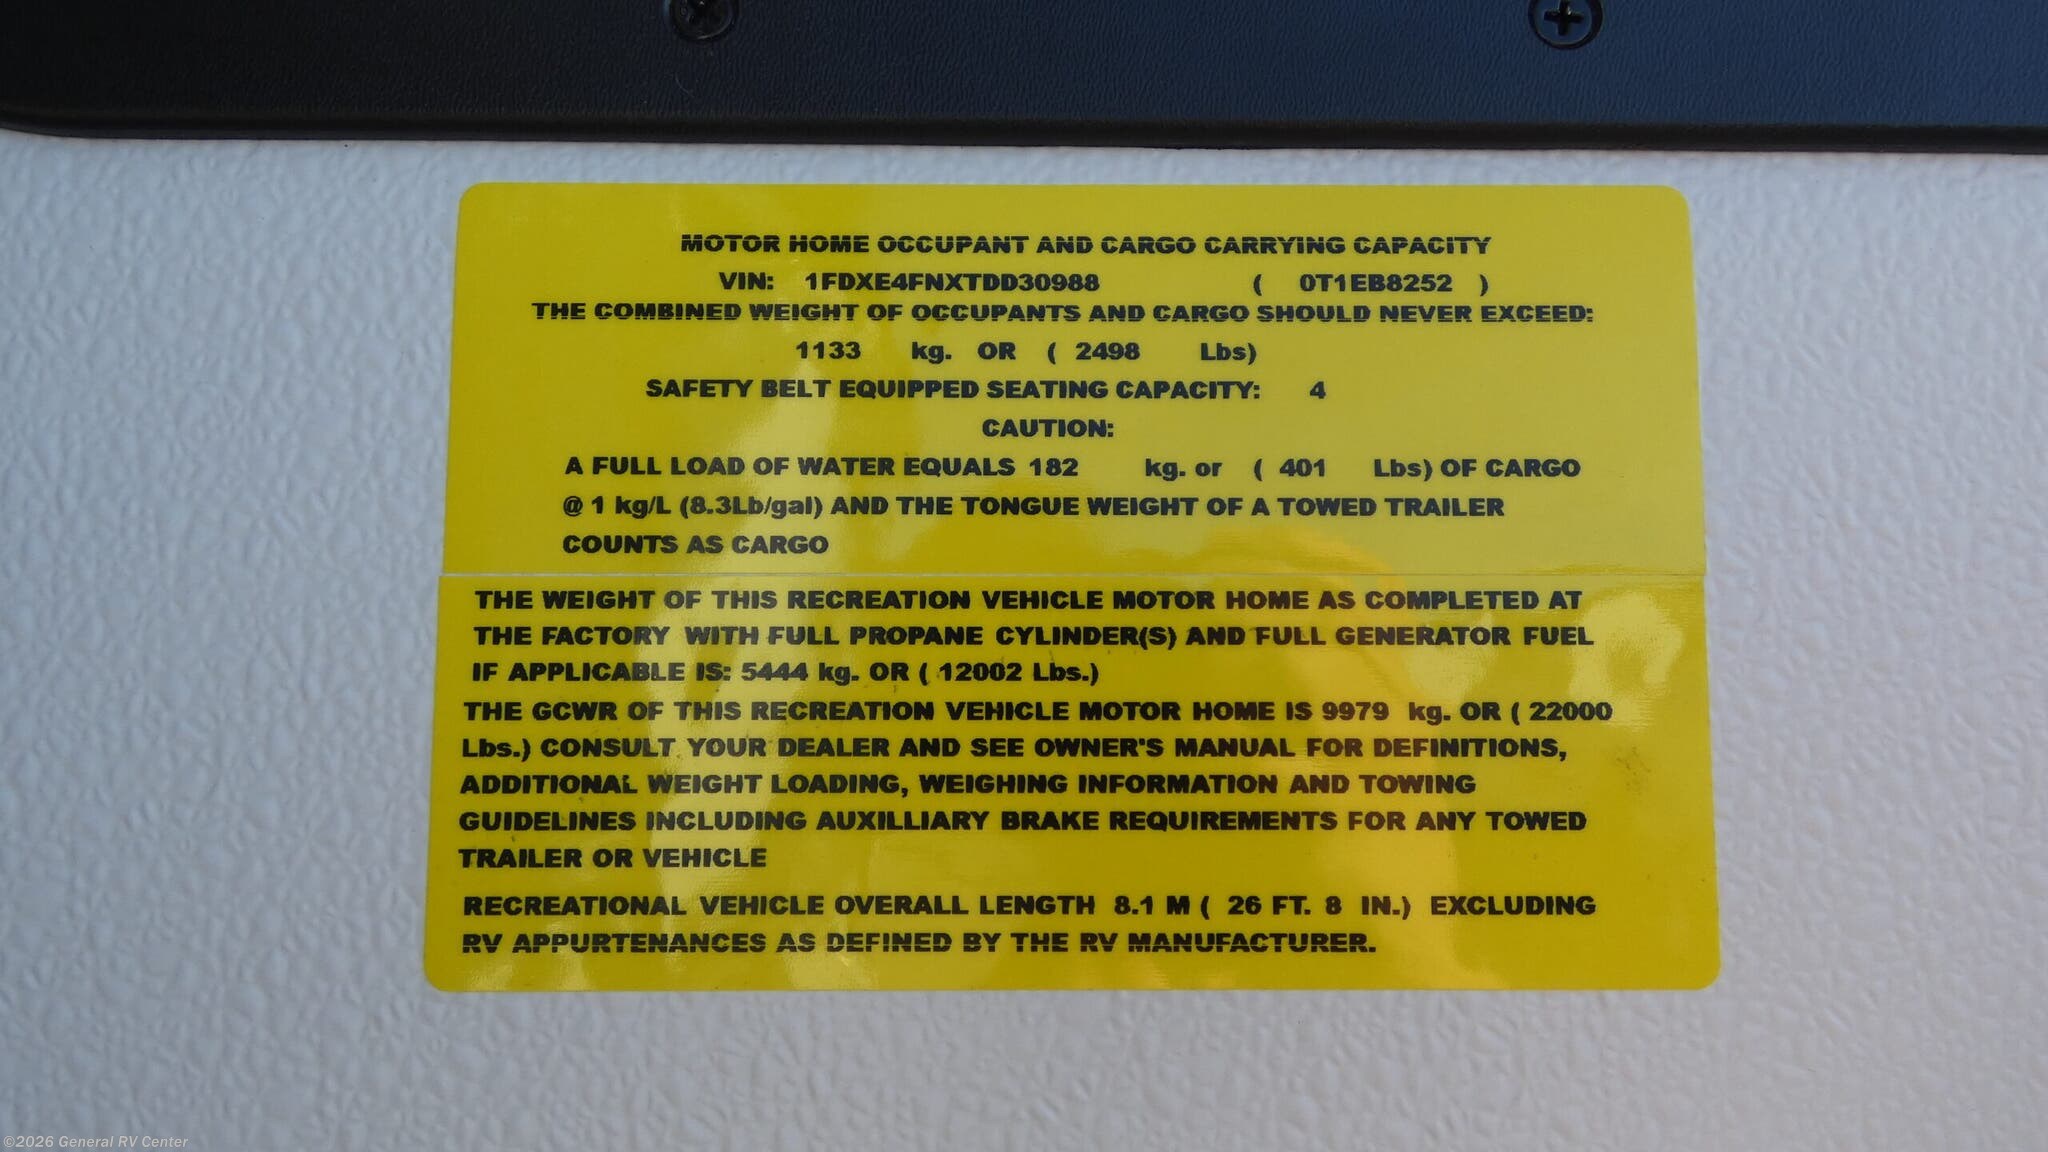 MOTOR HOME OCCUPANT AND CARGO CARRYING CAPACITY
VIN: 1FDXE4FNXTDD30988 ( 0T1EB8252 )
THE COMBINED WEIGHT OF OCCUPANTS AND CARGO SHOULD NEVER EXCEED:
1133 kg. OR ( 2498 Lbs)
SAFETY BELT EQUIPPED SEATING CAPACITY: 4
CAUTION:
A FULL LOAD OF WATER EQUALS 182 kg. or ( 401 Lbs) OF CARGO
@ 1 kg/L (8.3Lb/gal) AND THE TONGUE WEIGHT OF A TOWED TRAILER
COUNTS AS CARGO
THE WEIGHT OF THIS RECREATION VEHICLE MOTOR HOME AS COMPLETED AT
THE FACTORY WITH FULL PROPANE CYLINDER(S) AND FULL GENERATOR FUEL
IF APPLICABLE IS: 5444 kg. OR ( 12002 Lbs.)
THE GCWR OF THIS RECREATION VEHICLE MOTOR HOME IS 9979 kg. OR ( 22000
Lbs.) CONSULT YOUR DEALER AND SEE OWNER'S MANUAL FOR DEFINITIONS,
ADDITIONAL WEIGHT LOADING, WEIGHING INFORMATION AND TOWING
GUIDELINES INCLUDING AUXILLIARY BRAKE REQUIREMENTS FOR ANY TOWED
TRAILER OR VEHICLE
RECREATIONAL VEHICLE OVERALL LENGTH 8.1 M ( 26 FT. 8 IN.) EXCLUDING
RV APPURTENANCES AS DEFINED BY THE RV MANUFACTURER.
©2026 General RV Center